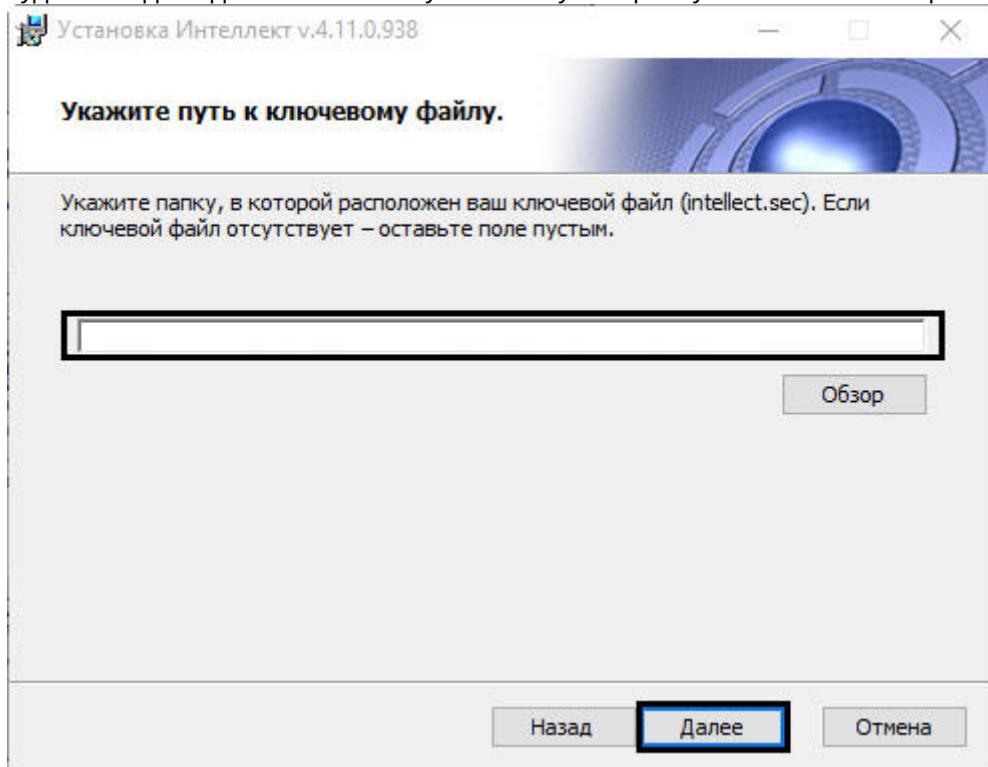 Установка Интеллект v.4.11.0.938
Укажите путь к ключевому файлу.
Укажите папку, в которой расположен ваш ключевой файл (intellect.sec). Если
ключевой файл отсутствует – оставьте поле пустым.
Обзор
Назад Далее Отмена